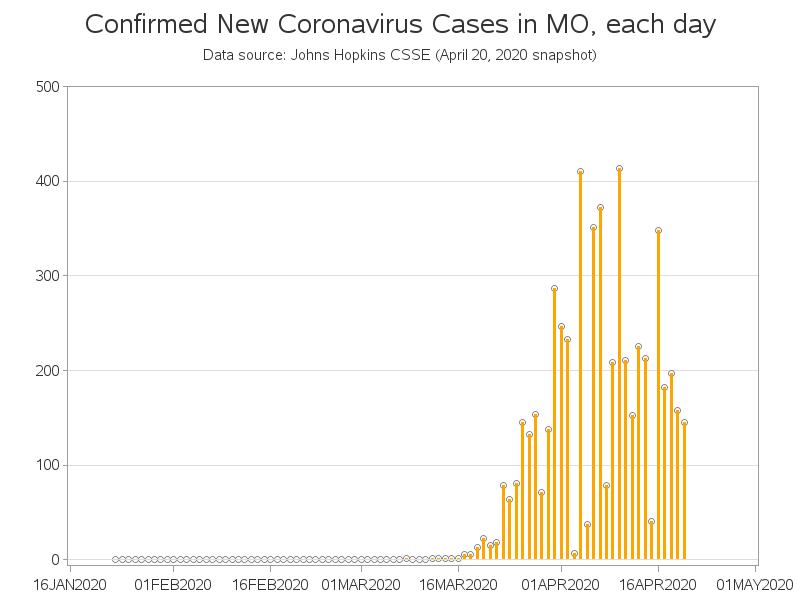 Confirmed New Coronavirus Cases in MO, each day
Data source: Johns Hopkins CSSE (April 20, 2020 snapshot)
500
400
300
200
100
0
16JAN2020 01FEB2020 16FEB2020 01MAR2020 16MAR2020 01APR2020 16APR2020 01MAY2020